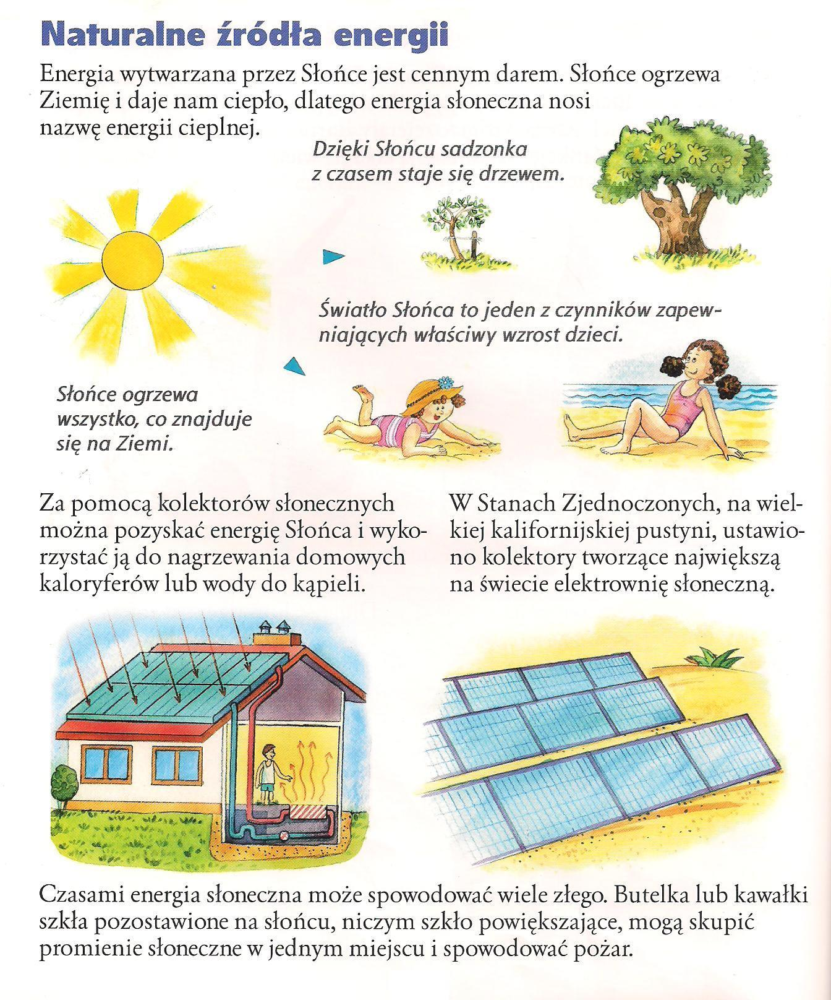 Naturalne źródła energii
Energia wytwarzana przez Słońce jest cennym darem. Słońce ogrzewa
Ziemię i daje nam ciepło, dlatego energia słoneczna nosi
nazwę energii cieplnej.
Dzięki Słońcu sadzonka
z czasem staje się drzewem.
Światło Słońca to jeden z czynników zapew-
niających właściwy wzrost dzieci.
Słońce ogrzewa
wszystko, co znajduje
się na Ziemi.
Za pomocą kolektorów słonecznych
można pozyskać energię Słońca i wyko-
rzystać ją do nagrzewania domowych
kaloryferów lub wody do kąpieli.
W Stanach Zjednoczonych, na wiel-
kiej kalifornijskiej pustyni, ustawio-
no kolektory tworzące największą
na świecie elektrownię słoneczną.
Czasami energia słoneczna może spowodować wiele złego. Butelka lub kawałki
szkła pozostawione na słońcu, niczym szkło powiększające, mogą skupić
promienie słoneczne w jednym miejscu i spowodować pożar.